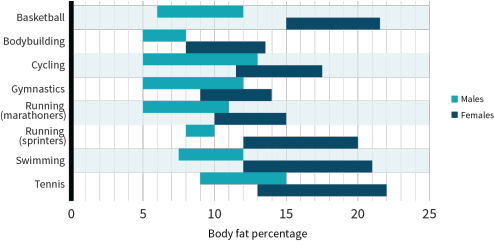 Basketball
Bodybuilding
Cycling
Gymnastics
Running
(marathoners)
Running
(sprinters)
Swimming
Tennis
0 5 10 15 20 25
Body fat percentage
Males
Females